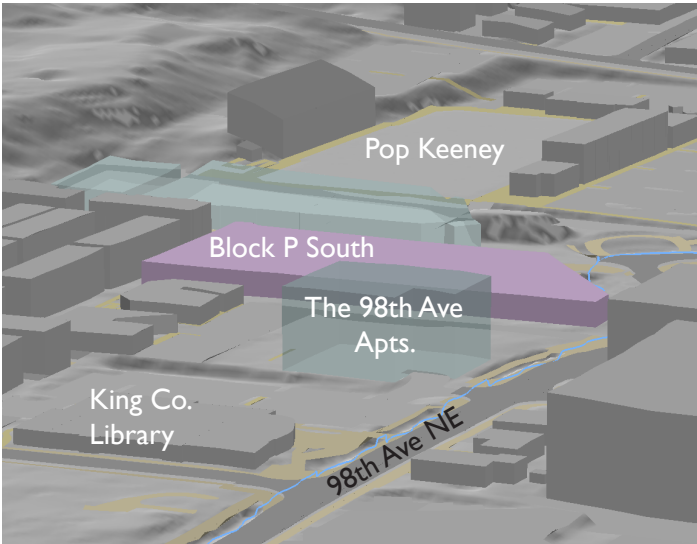 Pop Keeney
Block P South
The 98th Ave
Apts.
King Co.
Library
98th Ave NE